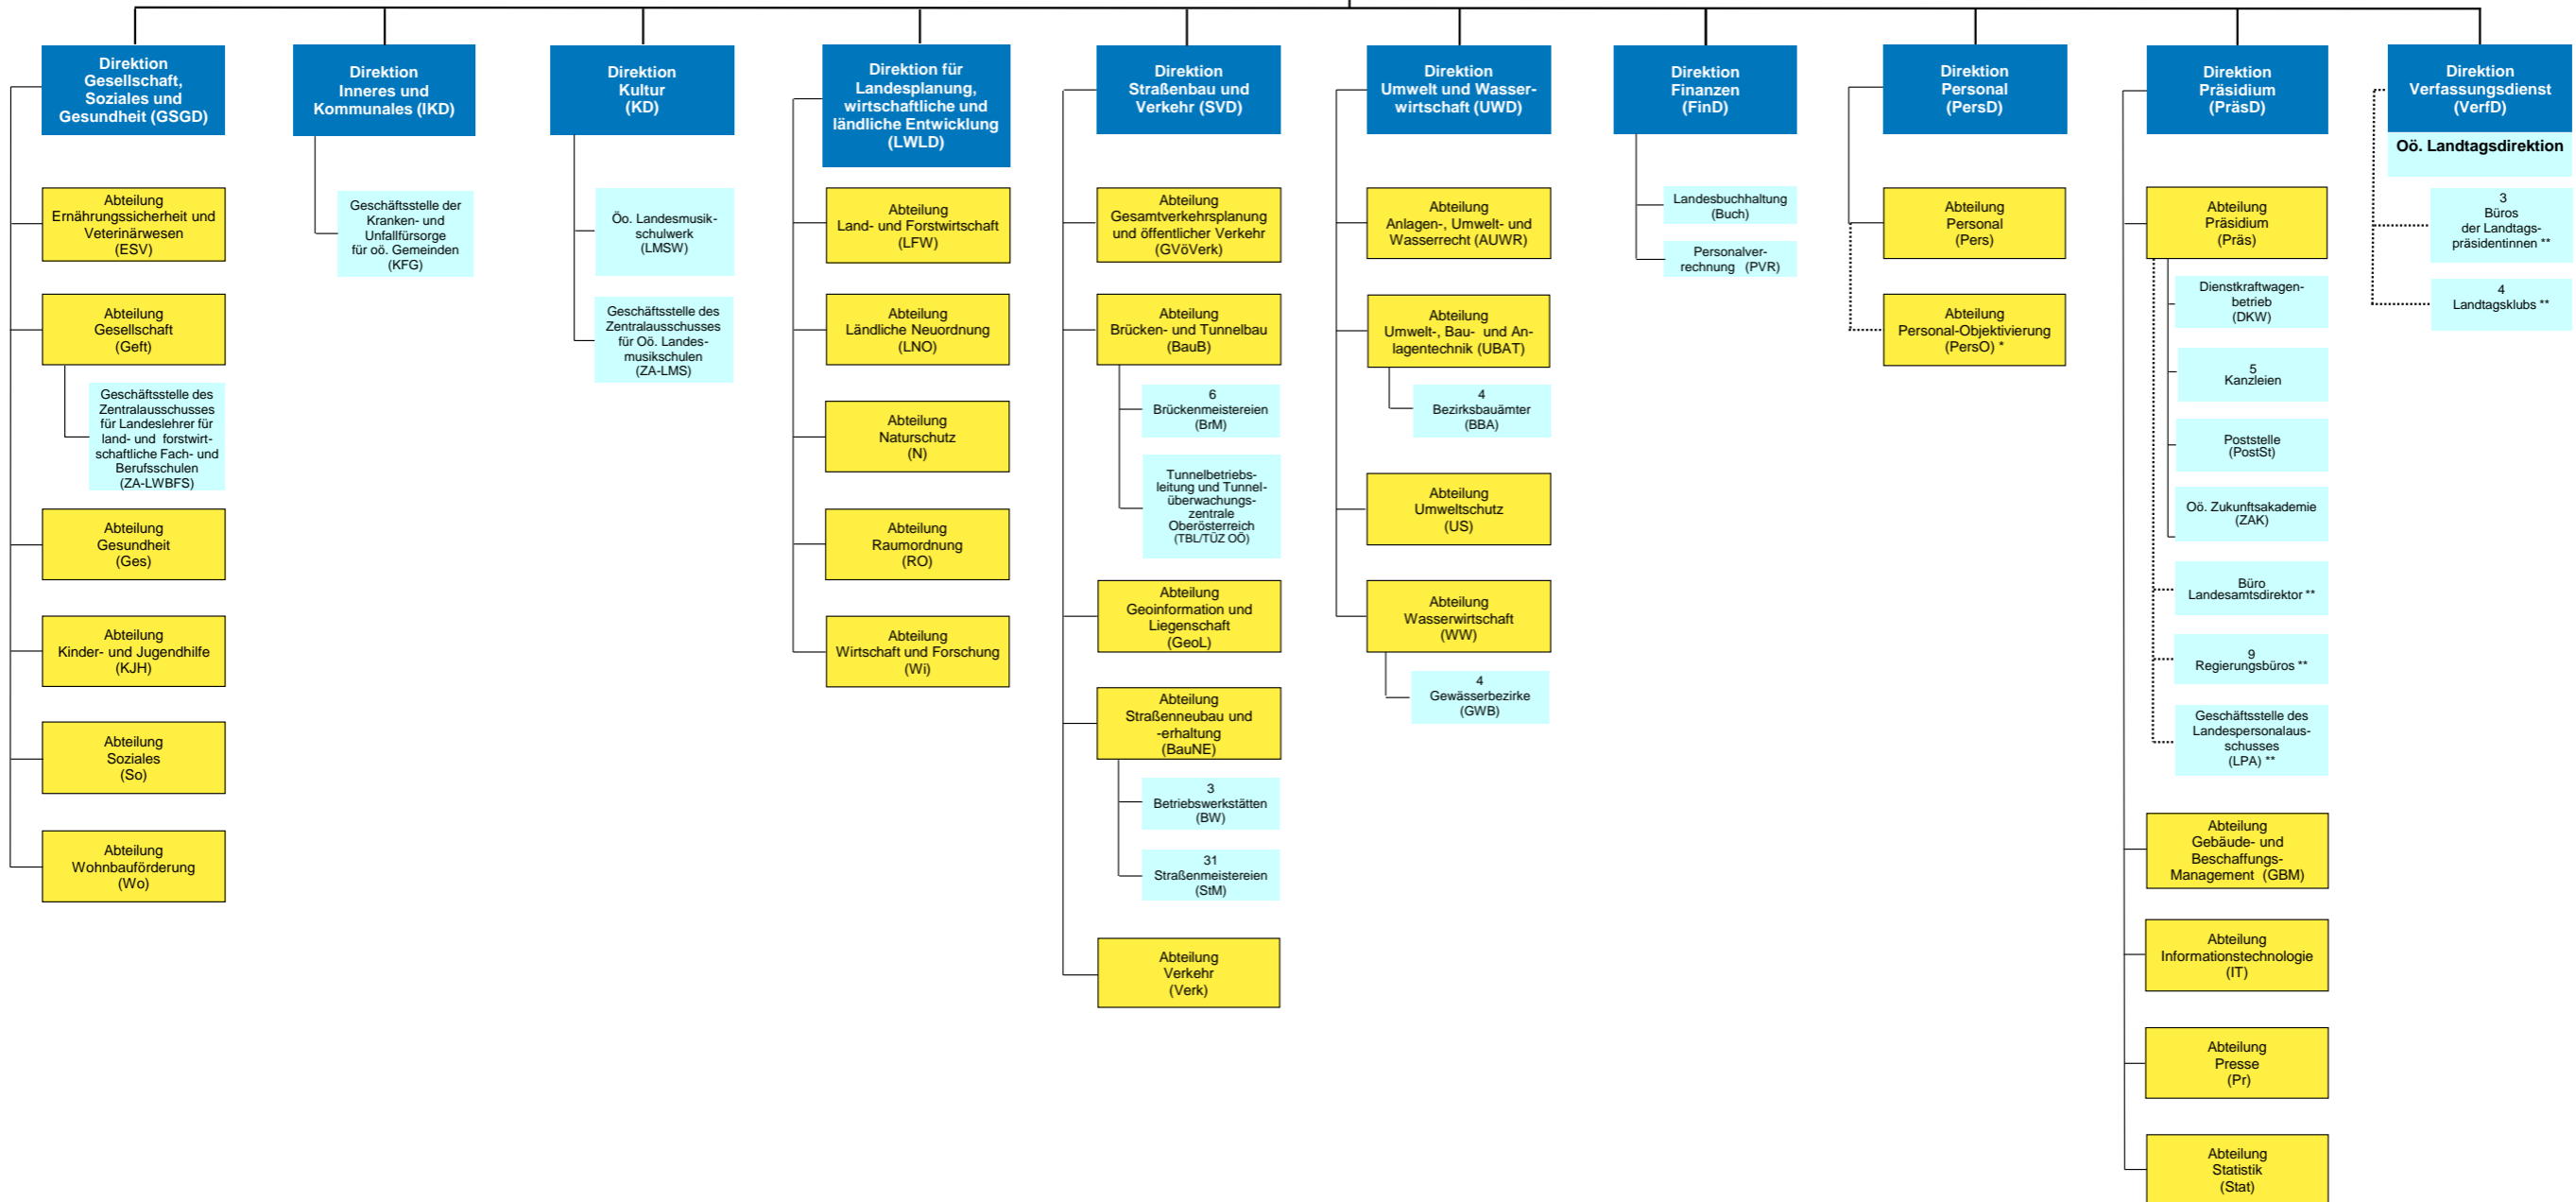 Direktion
Gesellschaft,
Soziales und
Gesundheit (GSGD)
Abteilung
Ernährungssicherheit und
Veterinärwesen
(ESV)
Abteilung
Gesellschaft
(Geft)
Geschäftsstelle des
Zentralausschusses
für Landeslehrer für
land- und forstwirt-
schaftliche Fach- und
Berufsschulen
(ZA-LWBFS)
Abteilung
Gesundheit
(Ges)
Abteilung
Kinder- und Jugendhilfe
(KJH)
Abteilung
Soziales
(So)
Abteilung
Wohnbauförderung
(Wo)
Direktion
Inneres und
Kommunales (IKD)
Geschäftsstelle der
Kranken- und
Unfallfürsorge
für oö. Gemeinden
(KFG)
Direktion
Kultur
(KD)
Öo. Landesmusik-
schulwerk
(LMSW)
Geschäftsstelle des
Zentralausschusses
für Oö. Landes-
musikschulen
(ZA-LMS)
Direktion für
Landesplanung,
wirtschaftliche und
ländliche Entwicklung
(LWLD)
Abteilung
Land- und Forstwirtschaft
(LFW)
Abteilung
Ländliche Neuordnung
(LNO)
Abteilung
Naturschutz
(N)
Abteilung
Raumordnung
(RO)
Abteilung
Wirtschaft und Forschung
(Wi)
Direktion
Straßenbau und
Verkehr (SVD)
Abteilung
Gesamtverkehrsplanung
und öffentlicher Verkehr
(GVöVerk)
Abteilung
Brücken- und Tunnelbau
(BauB)
6
Brückenmeistereien
(BrM)
Tunnelbetriebs-
leitung und Tunnel-
überwachungs-
zentrale
Oberösterreich
(TBL/TÜZ OÖ)
Abteilung
Geoinformation und
Liegenschaft
(GeoL)
Abteilung
Straßenneubau und
-erhaltung
(BauNE)
3
Betriebswerkstätten
(BW)
31
Straßenmeistereien
(StM)
Abteilung
Verkehr
(Verk)
Direktion
Umwelt und Wasser-
wirtschaft (UWD)
Abteilung
Anlagen-, Umwelt- und
Wasserrecht (AUWR)
Abteilung
Umwelt-, Bau- und An-
lagentechnik (UBAT)
4
Bezirksbauämter
(BBA)
Abteilung
Umweltschutz
(US)
Abteilung
Wasserwirtschaft
(WW)
4
Gewässerbezirke
(GWB)
Direktion
Finanzen
(FinD)
Landesbuchhaltung
(Buch)
Personalver-
rechnung (PVR)
Direktion
Personal
(PersD)
Abteilung
Personal
(Pers)
Abteilung
Personal-Objektivierung
(PersO) *
Direktion
Präsidium
(PräsD)
Abteilung
Präsidium
(Präs)
Dienstkraftwagen-
betrieb
(DKW)
5
Kanzleien
Poststelle
(PostSt)
Oö. Zukunftsakademie
(ZAK)
Büro
Landesamtsdirektor **
9
Regierungsbüros **
Geschäftsstelle des
Landespersonalaus-
schusses
(LPA) **
Abteilung
Gebäude- und
Beschaffungs-
Management (GBM)
Abteilung
Informationstechnologie
(IT)
Abteilung
Presse
(Pr)
Abteilung
Statistik
(Stat)
Direktion
Verfassungsdienst
(VerfD)
Oö. Landtagsdirektion
3
Büros
der Landtags-
präsidentinnen **
4
Landtagsklubs **